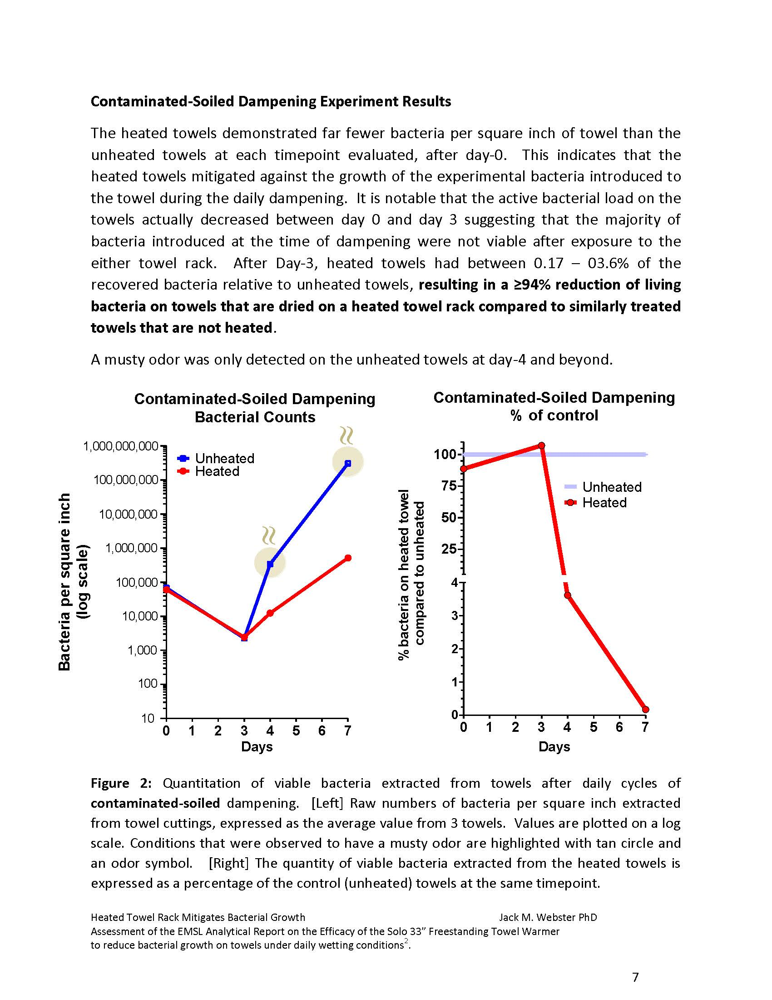 Contaminated-Soiled Dampening Experiment Results
The heated towels demonstrated far fewer bacteria per square inch of towel than the
unheated towels at each timepoint evaluated, after day-0.  This indicates that the
heated towels mitigated against the growth of the experimental bacteria introduced to
the towel during the daily dampening.  It is notable that the active bacterial load on the
towels actually decreased between day 0 and day 3 suggesting that the majority of
bacteria introduced at the time of dampening were not viable after exposure to the
either towel rack.  After Day-3, heated towels had between 0.17 – 03.6% of the
recovered bacteria relative to unheated towels, resulting in a ≥94% reduction of living
bacteria on towels that are dried on a heated towel rack compared to similarly treated
towels that are not heated.
A musty odor was only detected on the unheated towels at day-4 and beyond.
Contaminated-Soiled Dampening
Bacterial Counts
Bacteria per square inch
(log scale)
1,000,000,000
100,000,000
10,000,000
1,000,000
100,000
10,000
1,000
100
10
Unheated
Heated
0 1 2 3 4 5 6 7
Days
Contaminated-Soiled Dampening
% of control
% bacteria on heated towel
compared to unheated
100
75
50
25
4
3
2
1
0
Unheated
Heated
0 1 2 3 4 5 6 7
Days
Figure 2: Quantitation of viable bacteria extracted from towels after daily cycles of
contaminated-soiled dampening.  [Left] Raw numbers of bacteria per square inch extracted
from towel cuttings, expressed as the average value from 3 towels.  Values are plotted on a log
scale. Conditions that were observed to have a musty odor are highlighted with tan circle and
an odor symbol.  [Right] The quantity of viable bacteria extracted from the heated towels is
expressed as a percentage of the control (unheated) towels at the same timepoint.
Heated Towel Rack Mitigates Bacterial Growth Jack M. Webster PhD
Assessment of the EMSL Analytical Report on the Efficacy of the Solo 33” Freestanding Towel Warmer
to reduce bacterial growth on towels under daily wetting conditions².
7